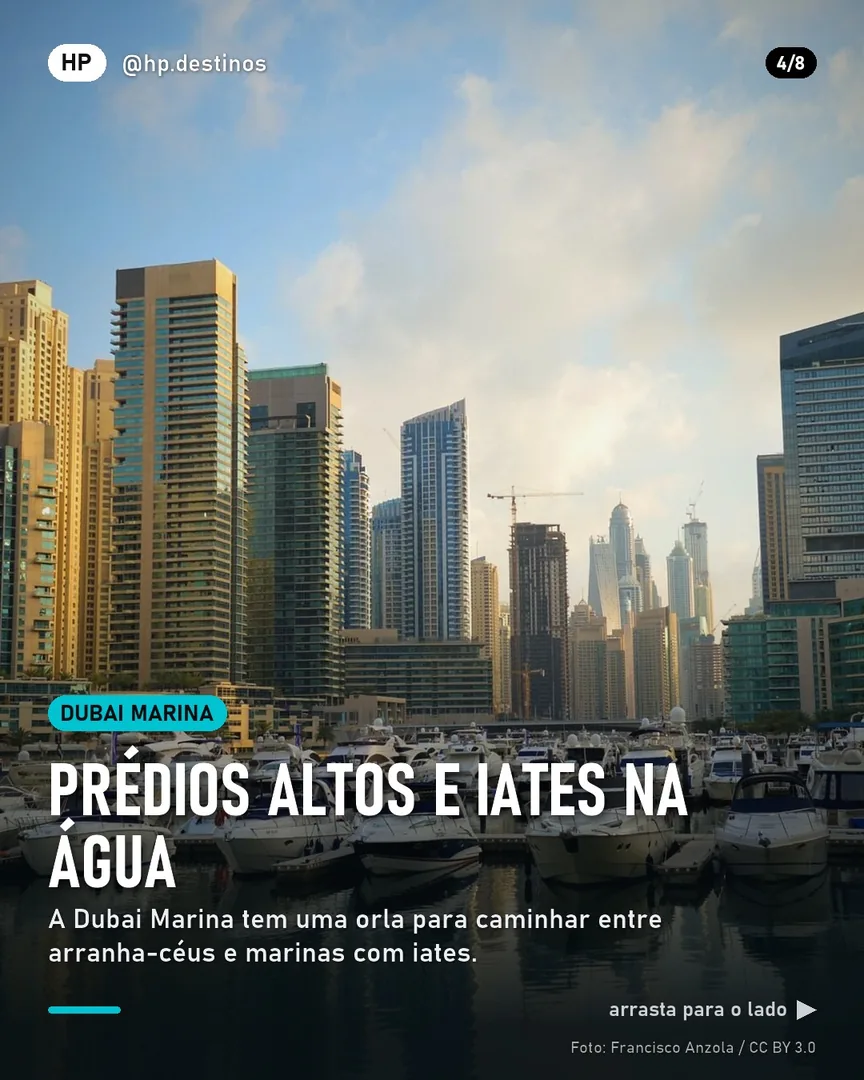 HP @hp.destinos 4/8
DUBAI MARINA
PRÉDIOS ALTOS E IATES NA
ÁGUA
A Dubai Marina tem uma orla para caminhar entre
arranha-céus e marinas com iates.
arrasta para o lado ▶
Foto: Francisco Anzola / CC BY 3.0